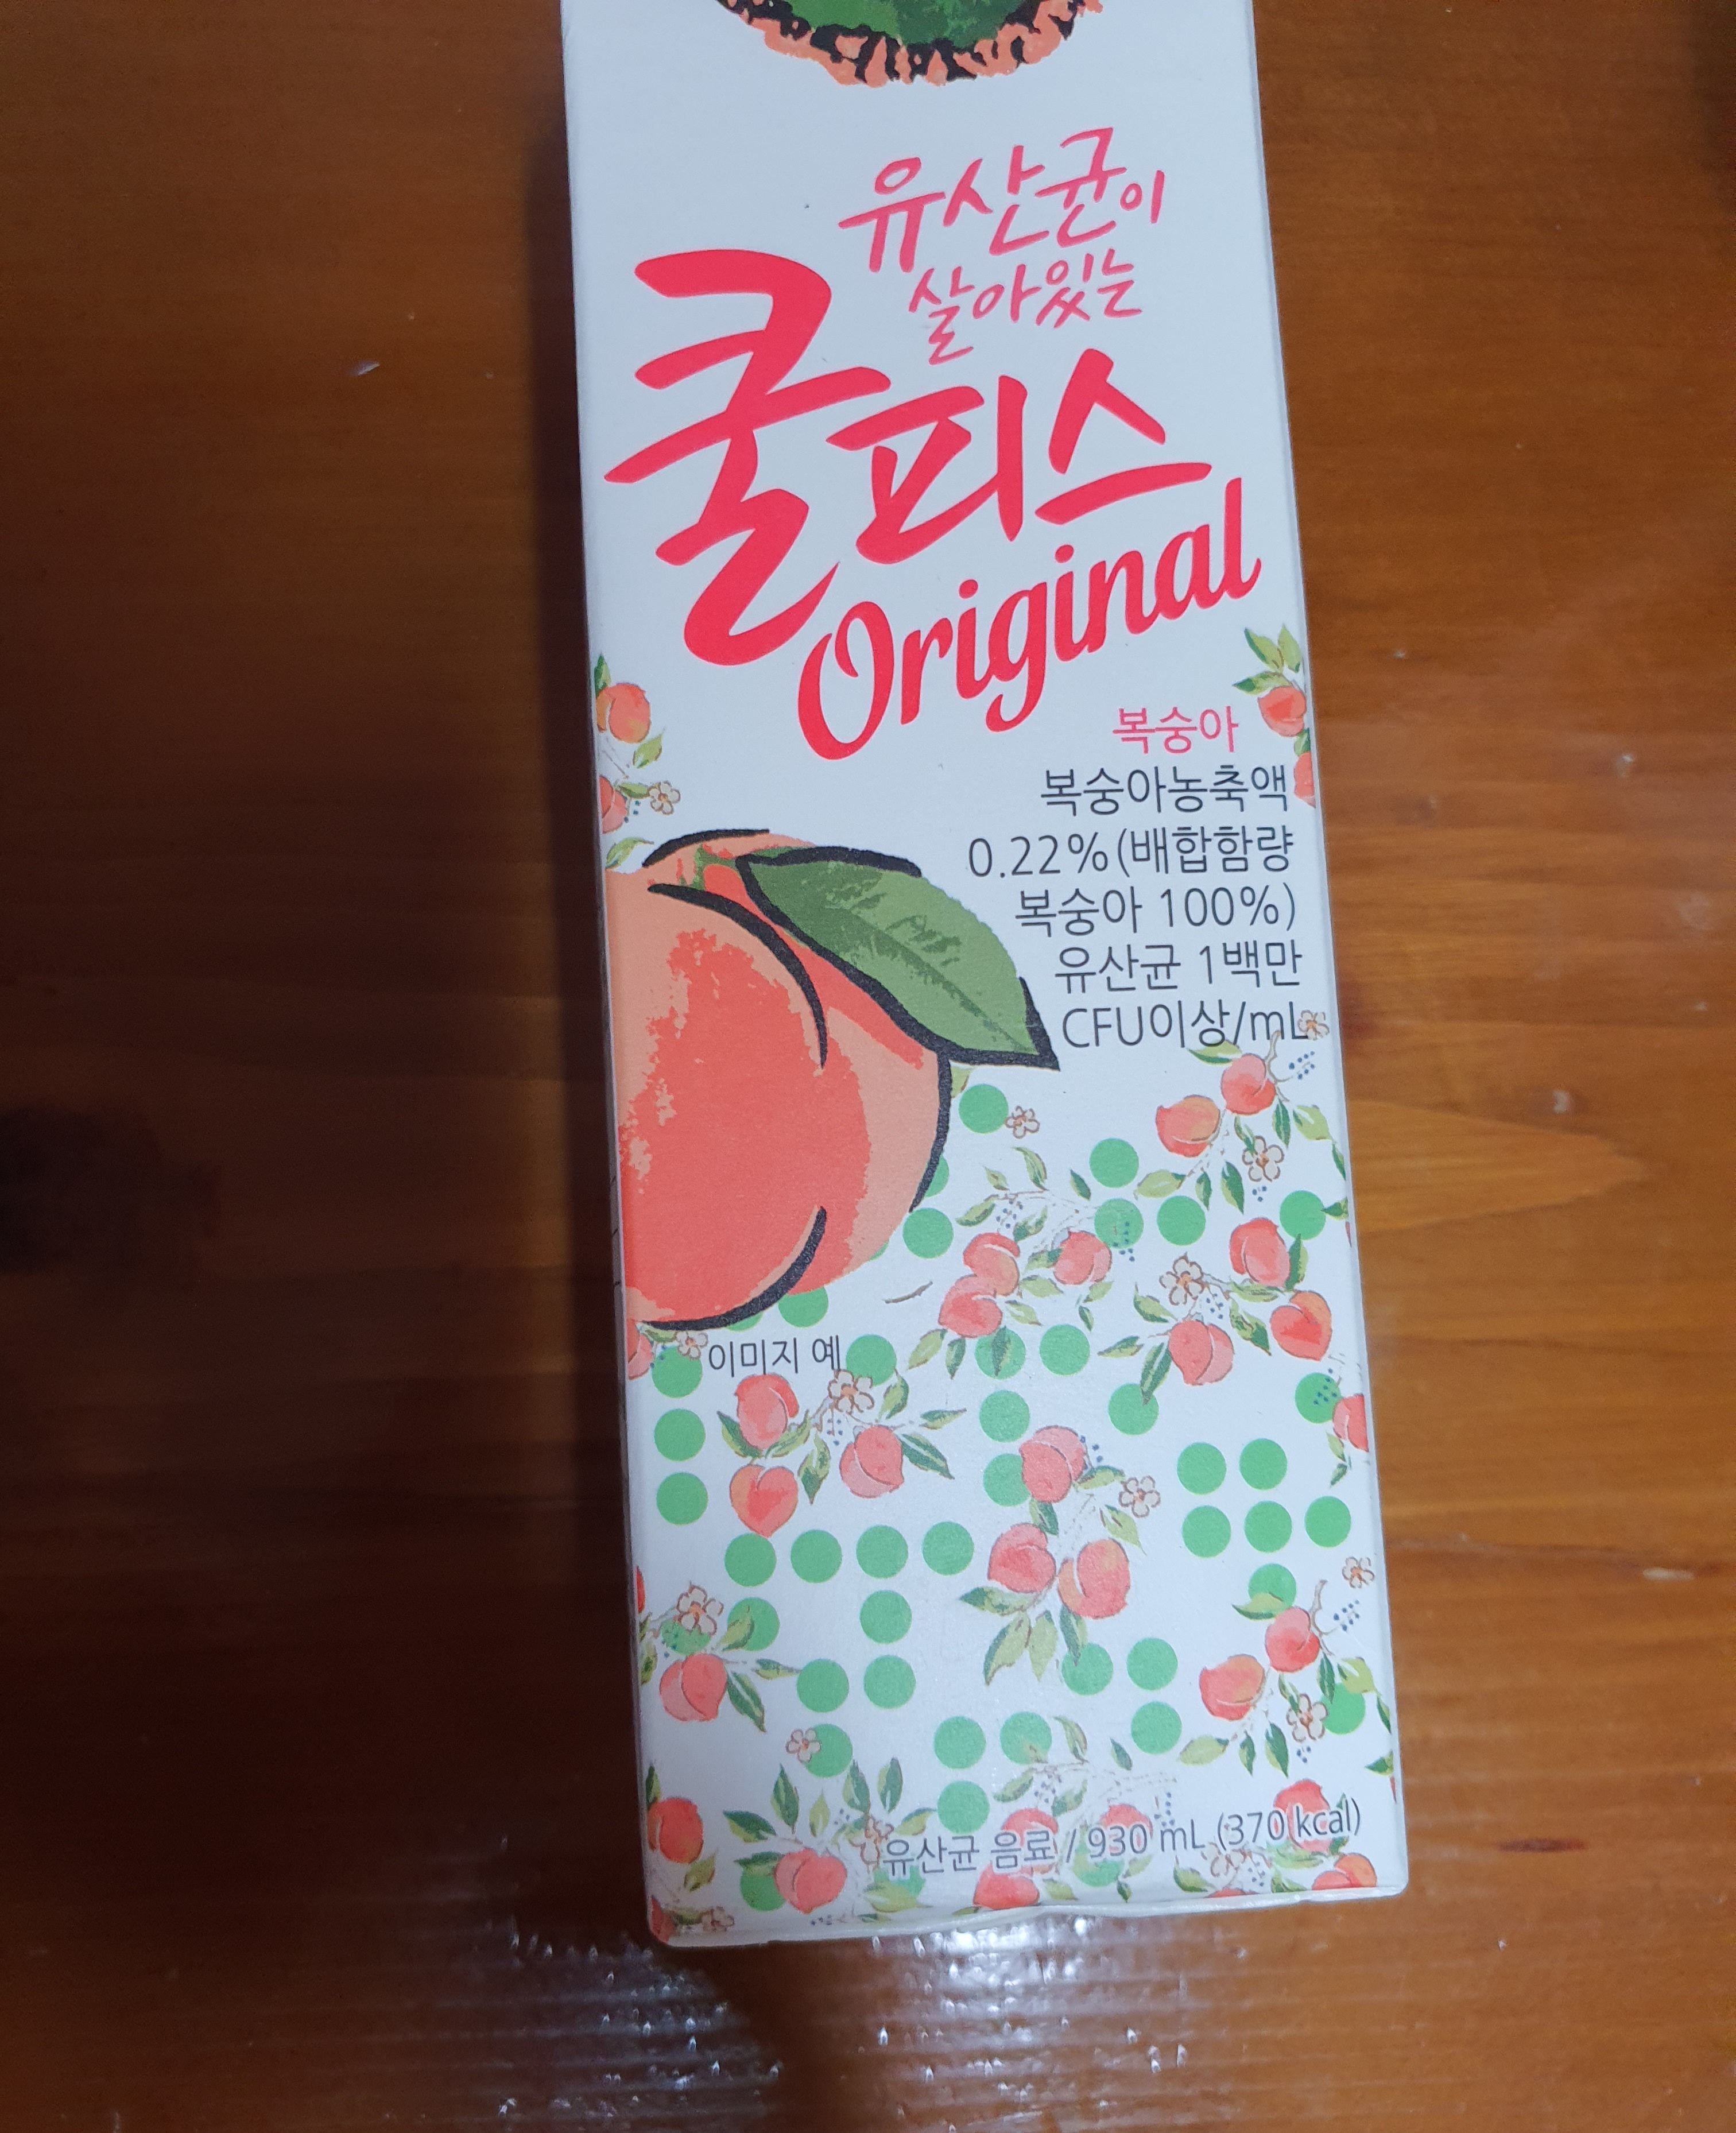 유산균이
살아있는
쿨피스
Original
복숭아
복숭아농축액
0.22%(배합함량
복숭아 100%)
유산균 1백만
CFU이상/mL
이미지 예
유산균 음료 / 930 mL (370 kcal)